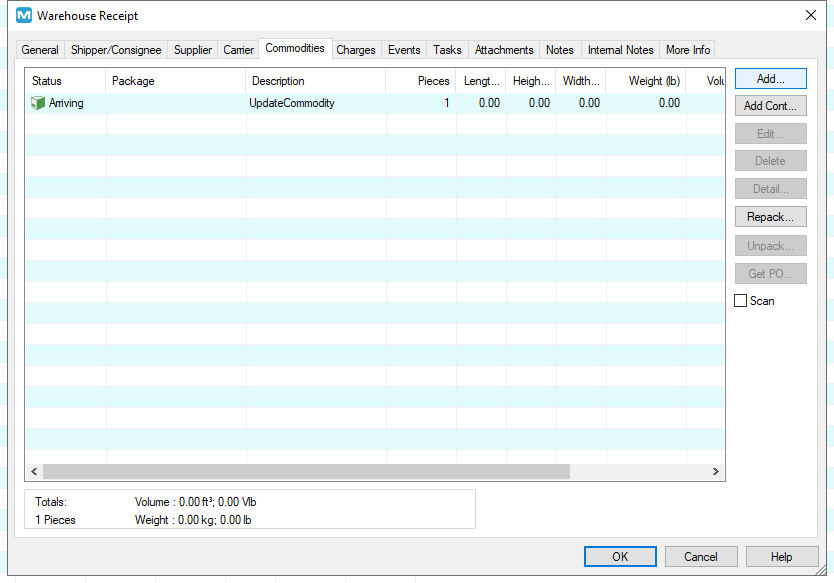 Warehouse Receipt
General Shipper/Consignee Supplier Carrier Commodities Charges Events Tasks Attachments Notes Internal Notes More Info
Status Package Description Pieces Lengt... Heigh... Width... Weight (lb) Volu
Arriving UpdateCommodity 1 0.00 0.00 0.00 0.00
Add...
Add Cont...
Edit...
Delete
Detail...
Repack...
Unpack...
Get PO...
Scan
Totals: Volume : 0.00 ft³; 0.00 Vlb
1 Pieces Weight : 0.00 kg; 0.00 lb
OK Cancel Help